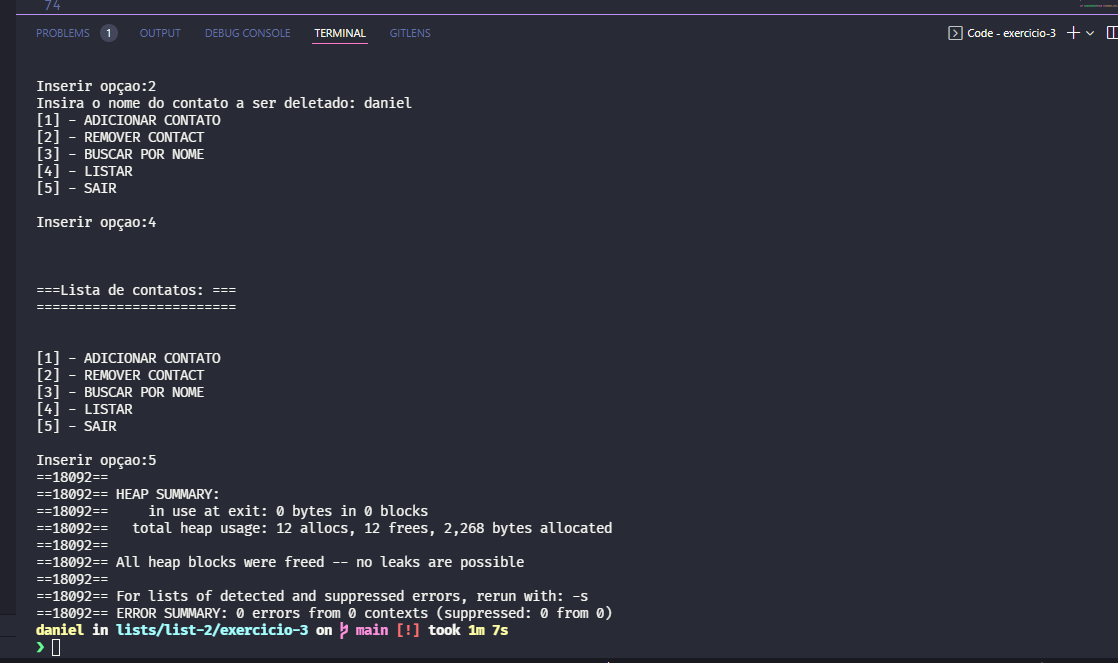 74
PROBLEMS 1 OUTPUT DEBUG CONSOLE TERMINAL GITLENS Code - exercicio-3
Inserir opçao:2
Insira o nome do contato a ser deletado: daniel
[1] - ADICIONAR CONTATO
[2] - REMOVER CONTACT
[3] - BUSCAR POR NOME
[4] - LISTAR
[5] - SAIR
Inserir opçao:4
===Lista de contatos: ===
=========================
[1] - ADICIONAR CONTATO
[2] - REMOVER CONTACT
[3] - BUSCAR POR NOME
[4] - LISTAR
[5] - SAIR
Inserir opçao:5
==18092==
==18092== HEAP SUMMARY:
==18092==     in use at exit: 0 bytes in 0 blocks
==18092==   total heap usage: 12 allocs, 12 frees, 2,268 bytes allocated
==18092==
==18092== All heap blocks were freed -- no leaks are possible
==18092==
==18092== For lists of detected and suppressed errors, rerun with: -s
==18092== ERROR SUMMARY: 0 errors from 0 contexts (suppressed: 0 from 0)
daniel in lists/list-2/exercicio-3 on main [!] took 1m 7s
❯